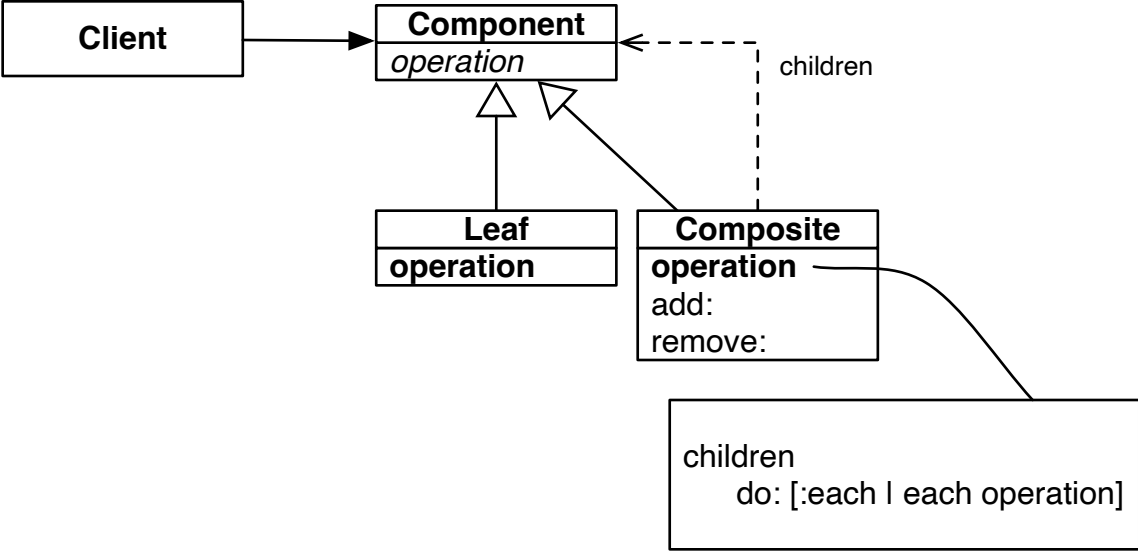 Client
Component
operation
children
Leaf
operation
Composite
operation
add:
remove:
children
do: [:each | each operation]